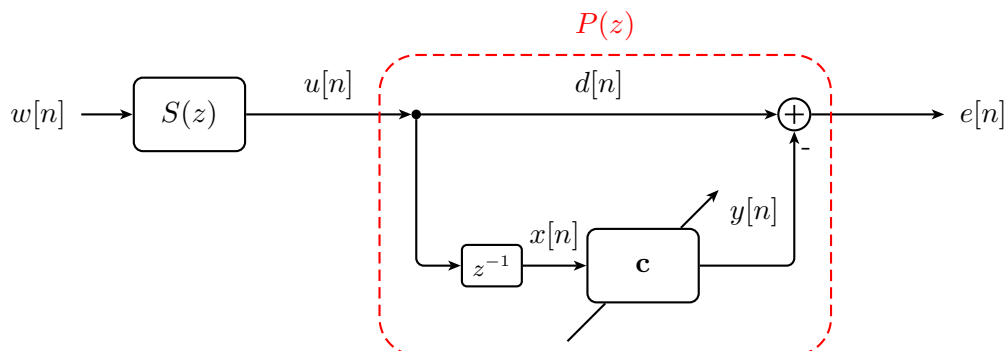 P(z)
w[n]
S(z)
u[n]
d[n]
+
e[n]
-
z⁻¹
x[n]
c
y[n]